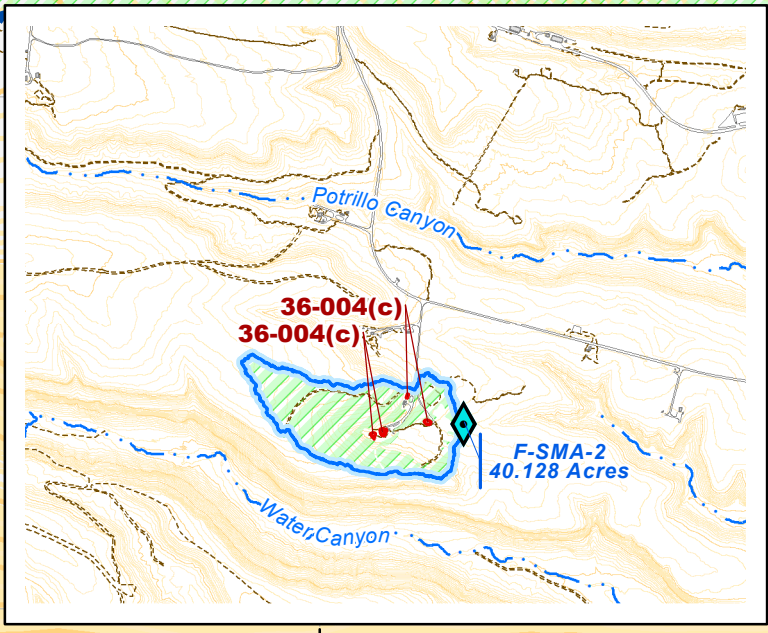 Potrillo Canyon
36-004(c)
36-004(c)
F-SMA-2
40.128 Acres
Water Canyon